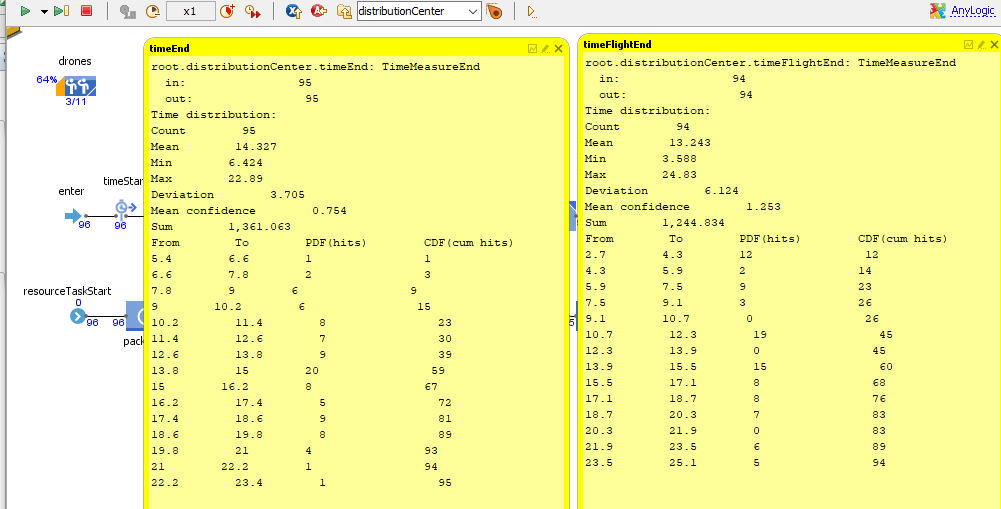 x1
distributionCenter
AnyLogic
drones
64%
3/11
enter
96
96
resourceTaskStart
0
96
96
timeEnd
root.distributionCenter.timeEnd: TimeMeasureEnd
in: 95
out: 95
Time distribution:
Count 95
Mean 14.327
Min 6.424
Max 22.89
Deviation 3.705
Mean confidence 0.754
Sum 1,361.063
From To PDF(hits) CDF(cum hits)
5.4 6.6 1 1
6.6 7.8 2 3
7.8 9 6 9
9 10.2 6 15
10.2 11.4 8 23
11.4 12.6 7 30
12.6 13.8 9 39
13.8 15 20 59
15 16.2 8 67
16.2 17.4 5 72
17.4 18.6 9 81
18.6 19.8 8 89
19.8 21 4 93
21 22.2 1 94
22.2 23.4 1 95
timeFlightEnd
root.distributionCenter.timeFlightEnd: TimeMeasureEnd
in: 94
out: 94
Time distribution:
Count 94
Mean 13.243
Min 3.588
Max 24.83
Deviation 6.124
Mean confidence 1.253
Sum 1,244.834
From To PDF(hits) CDF(cum hits)
2.7 4.3 12 12
4.3 5.9 2 14
5.9 7.5 9 23
7.5 9.1 3 26
9.1 10.7 0 26
10.7 12.3 19 45
12.3 13.9 0 45
13.9 15.5 15 60
15.5 17.1 8 68
17.1 18.7 8 76
18.7 20.3 7 83
20.3 21.9 0 83
21.9 23.5 6 89
23.5 25.1 5 94